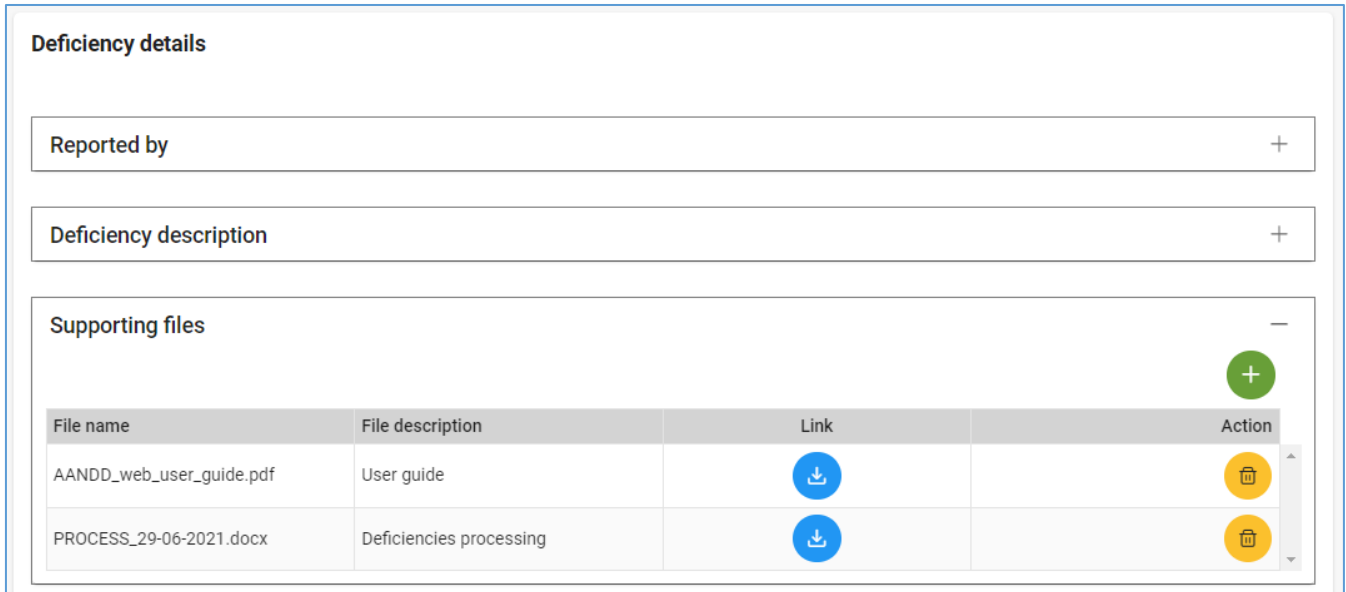 Deficiency details
Reported by
Deficiency description
Supporting files
File name File description Link Action
AANDD_web_user_guide.pdf User guide
PROCESS_29-06-2021.docx Deficiencies processing